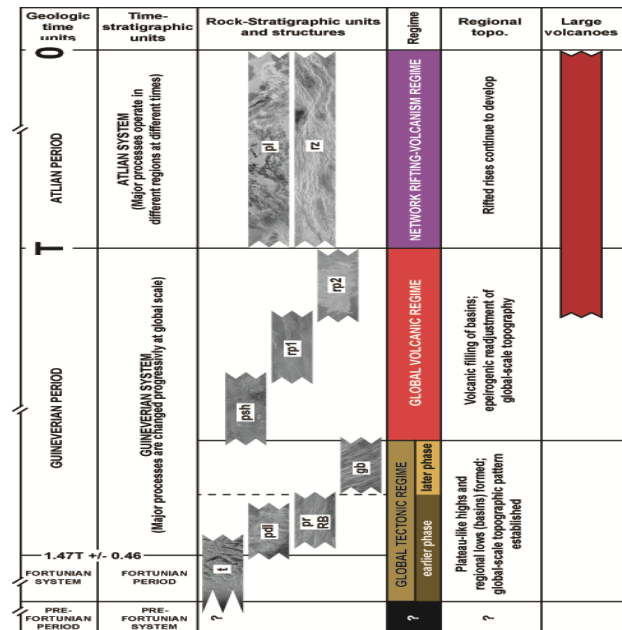 Geologic
time
units
Time-
stratigraphic
units
Rock-Stratigraphic units
and structures
Regime
Regional
topo.
Large
volcanoes
O
ATLIAN PERIOD
ATLIAN SYSTEM
(Major processes operate in
different regions at different times)
pl
rz
NETWORK RIFTING-VOLCANISM REGIME
Rifted rises continue to develop
T
GUINEVERIAN PERIOD
GUINEVERIAN SYSTEM
(Major processes are changed progressivly at global scale)
rp2
rp1
psh
GLOBAL VOLCANIC REGIME
Volcanic filling of basins;
epeirogenic readjustment of
global-scale topography
gb
pr
RB
pdl
t
GLOBAL TECTONIC REGIME
later phase
earlier phase
Plateau-like highs and
regional lows (basins) formed;
global-scale topographic pattern
established
1.47T +/- 0.46
FORTUNIAN
SYSTEM
FORTUNIAN
PERIOD
PRE-
FORTUNIAN
PERIOD
PRE-
FORTUNIAN
SYSTEM
?
?
?